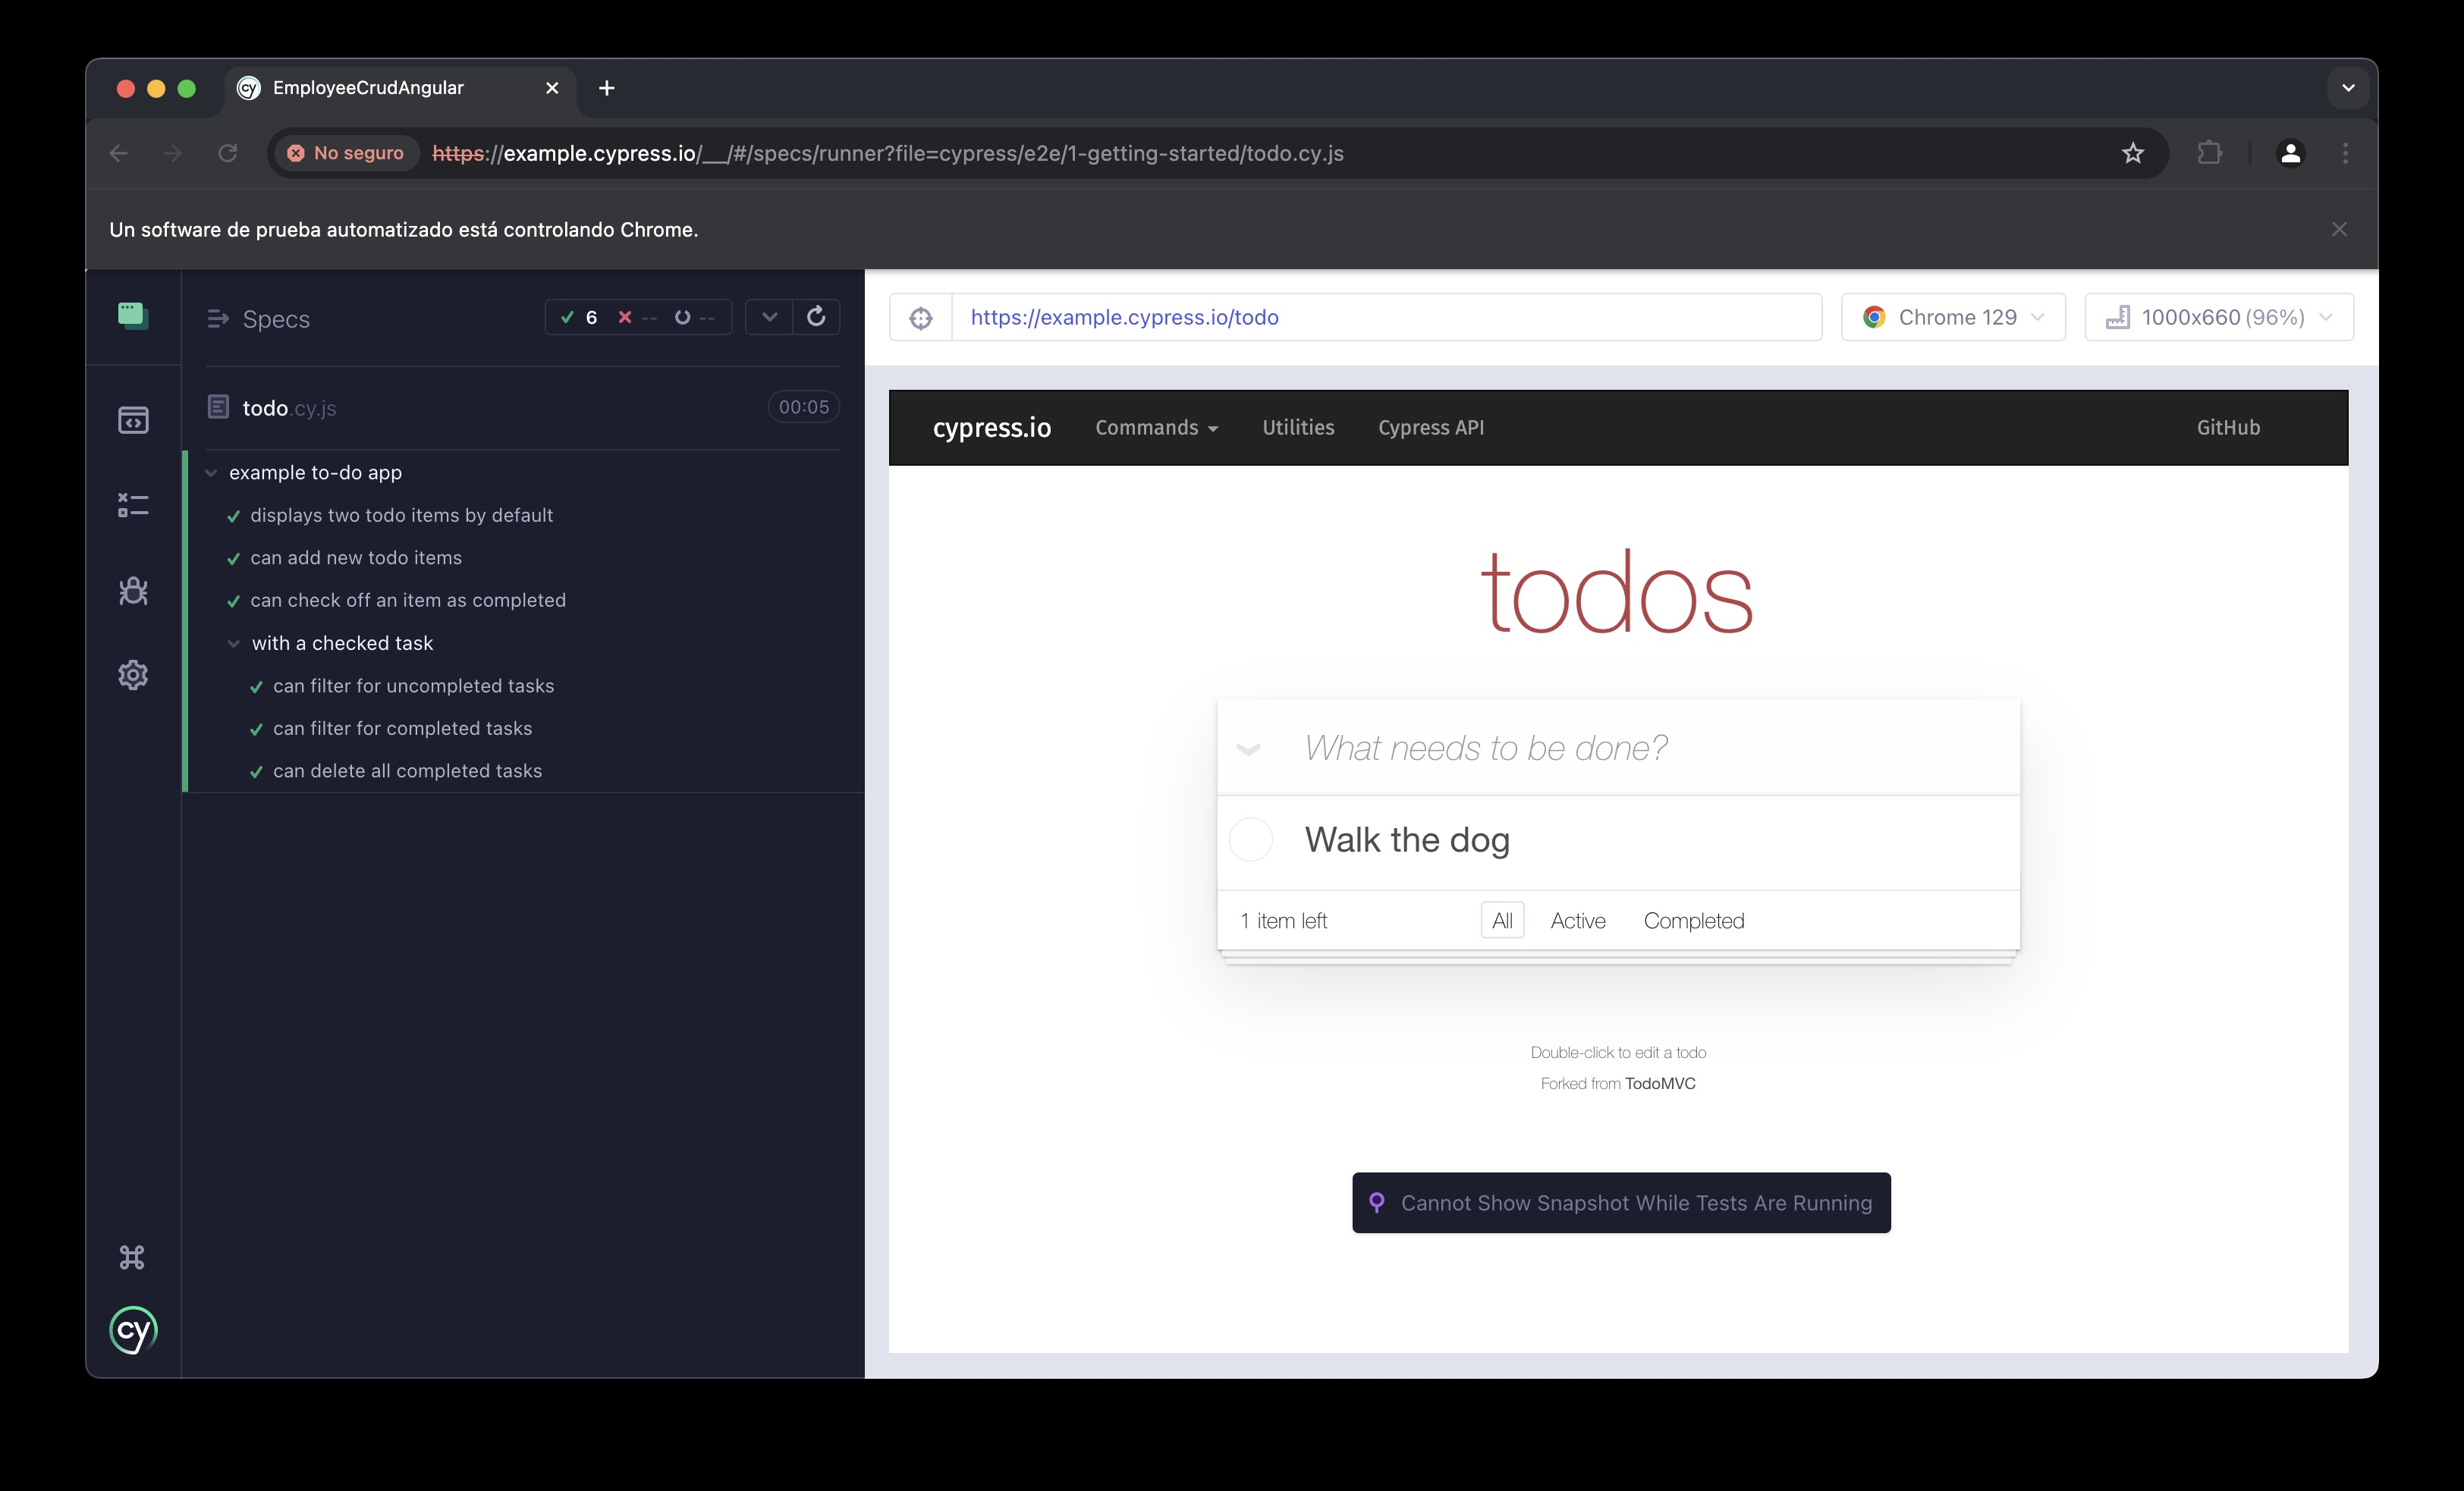 cy EmployeeCrudAngular
No seguro https://example.cypress.io/__/#/specs/runner?file=cypress/e2e/1-getting-started/todo.cy.js
Un software de prueba automatizado está controlando Chrome.
Specs 6 -- --
todo.cy.js 00:05
example to-do app
displays two todo items by default
can add new todo items
can check off an item as completed
with a checked task
can filter for uncompleted tasks
can filter for completed tasks
can delete all completed tasks
cy
https://example.cypress.io/todo Chrome 129 1000x660 (96%)
cypress.io Commands Utilities Cypress API GitHub
todos
What needs to be done?
Walk the dog
1 item left All Active Completed
Double-click to edit a todo
Forked from TodoMVC
Cannot Show Snapshot While Tests Are Running